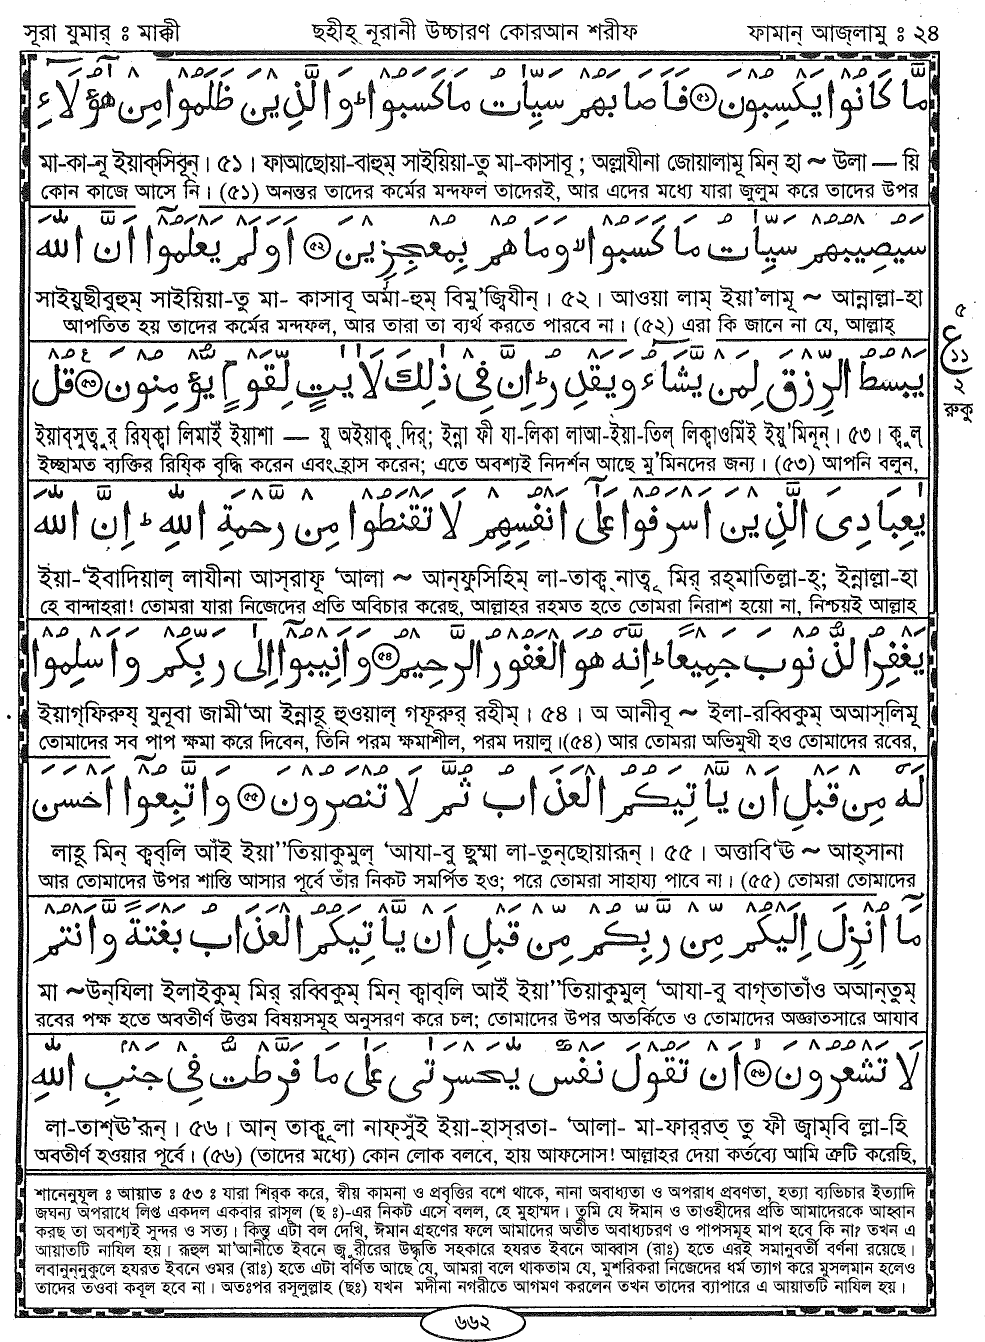 সূরা যুমার্ ঃ মাক্কী ছহীহ্ নূরানী উচ্চারণ কোরআন শরীফ ফামান্ আজ্লামু ঃ ২৪
مَّا كَانُوا يَكْسِبُونَ ﴿٥١﴾ فَأَصَابَهُمْ سَيِّاٰتُ مَا كَسَبُوا ؕ وَالَّذِينَ ظَلَمُوا مِنْ هٰٓؤُلَآءِ
মা-কা-নূ ইয়াক্সিবূন্। ৫১। ফাআছোয়া-বাহুম্ সাইয়িয়া-তু মা-কাসাবূ; অল্লাযীনা জোয়ালামূ মিন্ হা ~ উলা — য়ি
কোন কাজে আসে নি। (৫১) অনন্তর তাদের কর্মের মন্দফল তাদেরই, আর এদের মধ্যে যারা জুলুম করে তাদের উপর
سَيُصِيبُهُمْ سَيِّاٰتُ مَا كَسَبُوا ۙ وَمَا هُمْ بِمُعْجِزِينَ ﴿٥٢﴾ أَوَلَمْ يَعْلَمُوٓا أَنَّ اللّٰهَ
সাইয়ুছীবুহুম্ সাইয়িয়া-তু মা- কাসাবূ অমা-হুম্ বিমু'জ্বিযীন্। ৫২। আওয়া লাম্ ইয়া'লামূ ~ আন্নাল্লা-হা
আপতিত হয় তাদের কর্মের মন্দফল, আর তারা তা ব্যর্থ করতে পারবে না। (৫২) এরা কি জানে না যে, আল্লাহ্
يَبْسُطُ الرِّزْقَ لِمَنْ يَّشَآءُ وَيَقْدِرُ ؕ إِنَّ فِي ذٰلِكَ لَاٰيٰتٍ لِّقَوْمٍ يُّؤْمِنُونَ ﴿٥٣﴾ قُلْ
ইয়াব্সুত্বুর্ রিয্ক্বা লিমাইঁ ইয়াশা — য়ু অইয়াক্ব্দির্; ইন্না ফী যা-লিকা লাআ-ইয়া-তিল্ লিক্বাওমিইঁ ইয়ু'মিনূন্। ৫৩। ক্বুল্
ইচ্ছামত ব্যক্তির রিযি্ক বৃদ্ধি করেন এবং হ্রাস করেন; এতে অবশ্যই নিদর্শন আছে মু'মিনদের জন্য। (৫৩) আপনি বলুন,
يٰعِبَادِىَ الَّذِينَ أَسْرَفُوا عَلٰٓى أَنْفُسِهِمْ لَا تَقْنَطُوا مِنْ رَّحْمَةِ اللّٰهِ ؕ إِنَّ اللّٰهَ
ইয়া-'ইবাদিয়াল্ লাযীনা আস্রাফূ 'আলা ~ আন্ফুসিহিম্ লা-তাক্ব্নাত্বূ মির্ রহ্মাতিল্লা-হ্; ইন্নাল্লা-হা
হে বান্দাহরা! তোমরা যারা নিজেদের প্রতি অবিচার করেছ, আল্লাহর রহমত হতে তোমরা নিরাশ হয়ো না, নিশ্চয়ই আল্লাহ
يَغْفِرُ الذُّنُوبَ جَمِيعًا ؕ إِنَّهٗ هُوَ الْغَفُورُ الرَّحِيمُ ﴿٥٤﴾ وَأَنِيبُوٓا إِلٰى رَبِّكُمْ وَأَسْلِمُوا
ইয়াগ্ফিরুয্ যুনূবা জামী'আ ইন্নাহূ হুওয়াল্ গফূরুর্ রহীম্। ৫৪। অ আনীবূ ~ ইলা-রব্বিকুম্ অআস্লিমূ
তোমাদের সব পাপ ক্ষমা করে দিবেন, তিনি পরম ক্ষমাশীল, পরম দয়ালু।(৫৪) আর তোমরা অভিমুখী হও তোমাদের রবের,
لَهٗ مِنْ قَبْلِ أَنْ يَّأْتِيَكُمُ الْعَذَابُ ثُمَّ لَا تُنْصَرُونَ ﴿٥٥﴾ وَاتَّبِعُوٓا أَحْسَنَ
লাহূ মিন্ ক্বব্লি আইঁ ইয়া"তিয়াকুমুল্ 'আযা-বু ছুম্মা লা-তুন্ছোয়ারূন্। ৫৫। অত্তাবি'ঊ ~ আহ্সানা
আর তোমাদের উপর শাস্তি আসার পূর্বে তাঁর নিকট সমর্পিত হও; পরে তোমরা সাহায্য পাবে না। (৫৫) তোমরা তোমাদের
مَآ أُنْزِلَ إِلَيْكُمْ مِّنْ رَّبِّكُمْ مِّنْ قَبْلِ أَنْ يَّأْتِيَكُمُ الْعَذَابُ بَغْتَةً وَّأَنْتُمْ
মা ~উন্যিলা ইলাইকুম্ মির্ রব্বিকুম্ মিন্ ক্বাব্লি আইঁ ইয়া"তিয়াকুমুল্ 'আযা-বু বাগ্তাতাঁও অআন্তুম্
রবের পক্ষ হতে অবতীর্ণ উত্তম বিষয়সমূহ অনুসরণ করে চল; তোমাদের উপর অতর্কিতে ও তোমাদের অজ্ঞাতসারে আযাব
لَا تَشْعُرُونَ ﴿٥٦﴾ أَنْ تَقُولَ نَفْسٌ يّٰحَسْرَتٰى عَلٰى مَا فَرَّطْتُ فِي جَنْبِ اللّٰهِ
লা-তাশ্'ঊরূন্। ৫৬। আন্ তাক্বূলা নাফ্সুঁই ইয়া-হাস্রতা- 'আলা- মা-ফার্রত্ তু ফী জ্বাম্বি ল্লা-হি
অবতীর্ণ হওয়ার পূর্বে। (৫৬) (তাদের মধ্যে) কোন লোক বলবে, হায় আফসোস! আল্লাহর দেয়া কর্তব্যে আমি ত্রুটি করেছি,
শানেনুযূল ঃ আয়াত ঃ ৫৩ ঃ যারা শির্ক করে, স্বীয় কামনা ও প্রবৃত্তির বশে থাকে, নানা অবাধ্যতা ও অপরাধ প্রবণতা, হত্যা ব্যভিচার ইত্যাদি
জঘন্য অপরাধে লিপ্ত একদল একবার রাসূল (ছ ঃ)-এর নিকট এসে বলল, হে মুহাম্মদ। তুমি যে ঈমান ও তাওহীদের প্রতি আমাদেরকে আহ্বান
করছ তা অবশ্যই সুন্দর ও সত্য। কিন্তু এটা বল দেখি, ঈমান গ্রহণের ফলে আমাদের অতীত অবাধ্যচরণ ও পাপসমূহ মাপ হবে কি না? তখন এ
আয়াতটি নাযিল হয়। রূহুল মা'আনীতে ইবনে জ্বুরীরের উদ্ধৃতি সহকারে হযরত ইবনে আব্বাস (রাঃ) হতে এরই সমানুবর্তী বর্ণনা রয়েছে।
লবানুনুনুকুলে হযরত ইবনে ওমর (রাঃ) হতে এটা বর্ণিত আছে যে, আমরা বলে থাকতাম যে, মুশরিকরা নিজেদের ধর্ম ত্যাগ করে মুসলমান হলেও
তাদের তওবা কবূল হবে না। অতঃপর রসূলুল্লাহ (ছঃ) যখন মদীনা নগরীতে আগমণ করলেন তখন তাদের ব্যাপারে এ আয়াতটি নাযিল হয়।
৬৬২
৫
ع
১১
২
রুকু